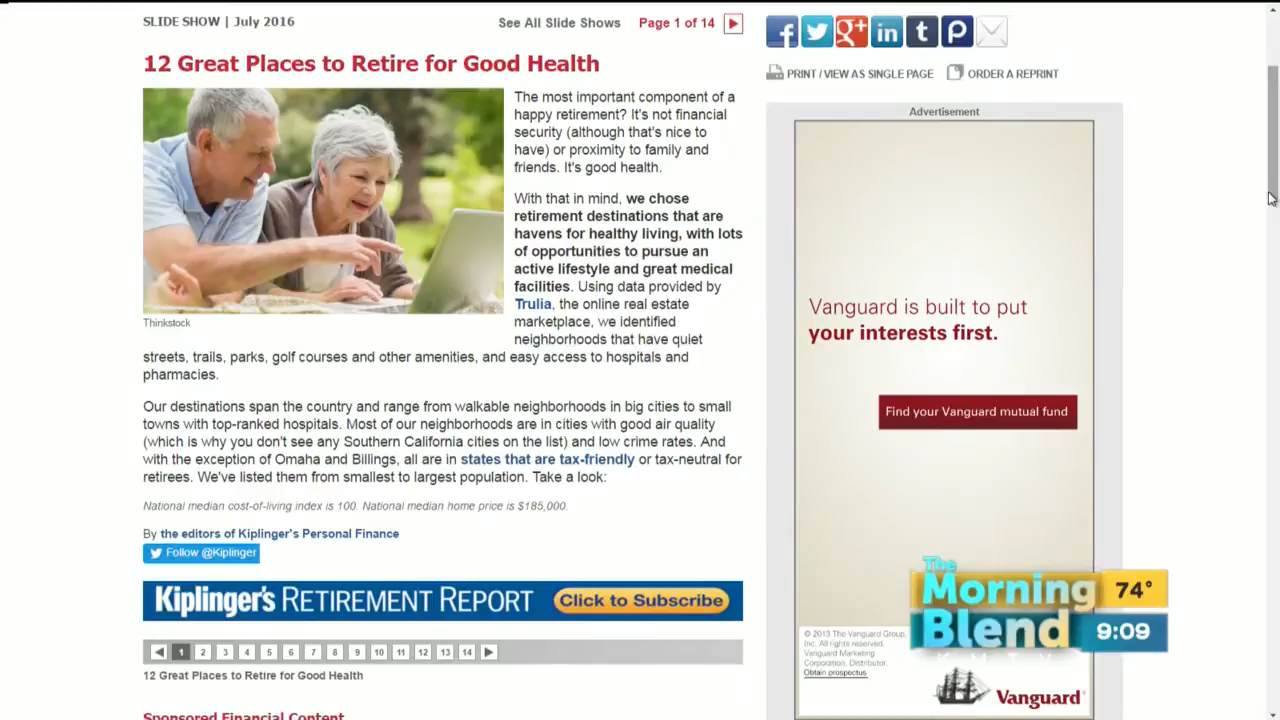 SLIDE SHOW | July 2016
See All Slide Shows
Page 1 of 14
12 Great Places to Retire for Good Health
The most important component of a
happy retirement? It's not financial
security (although that's nice to
have) or proximity to family and
friends. It's good health.
With that in mind, we chose
retirement destinations that are
havens for healthy living, with lots
of opportunities to pursue an
active lifestyle and great medical
facilities. Using data provided by
Trulia, the online real estate
marketplace, we identified
neighborhoods that have quiet
Thinkstock
streets, trails, parks, golf courses and other amenities, and easy access to hospitals and
pharmacies.
Our destinations span the country and range from walkable neighborhoods in big cities to small
towns with top-ranked hospitals. Most of our neighborhoods are in cities with good air quality
(which is why you don't see any Southern California cities on the list) and low crime rates. And
with the exception of Omaha and Billings, all are in states that are tax-friendly or tax-neutral for
retirees. We've listed them from smallest to largest population. Take a look:
National median cost-of-living index is 100. National median home price is $185,000.
By the editors of Kiplinger's Personal Finance
Follow @Kiplinger
Kiplinger's RETIREMENT REPORT Click to Subscribe
1 2 3 4 5 6 7 8 9 10 11 12 13 14
12 Great Places to Retire for Good Health
Sponsored Financial Content
f g+ in t p
PRINT / VIEW AS SINGLE PAGE
ORDER A REPRINT
Advertisement
Vanguard is built to put
your interests first.
Find your Vanguard mutual fund
The
Morning
Blend
74°
9:09
© 2013 The Vanguard Group,
Inc. All rights reserved.
Vanguard Marketing
Corporation, Distributor.
Obtain prospectus
Vanguard